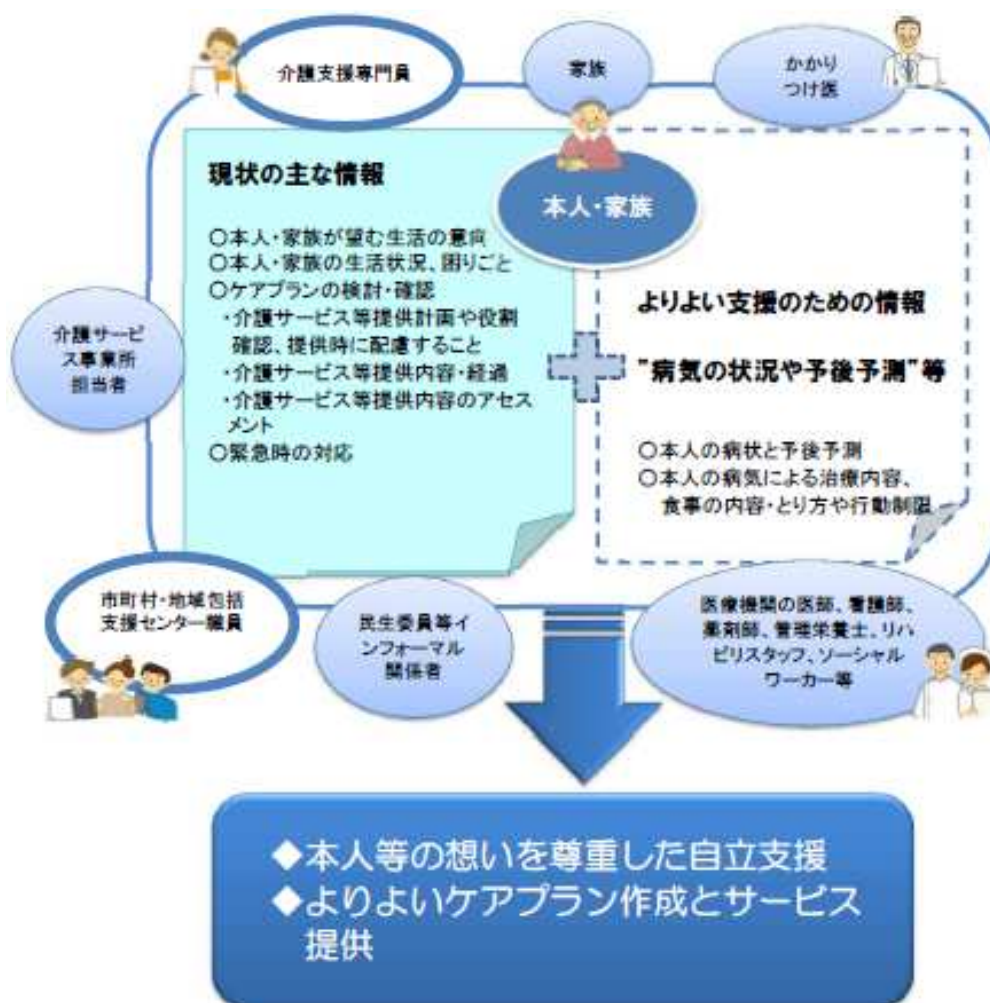 介護支援専門員
家族
かかり
つけ医
本人・家族
現状の主な情報
○本人・家族が望む生活の意向
○本人・家族の生活状況、困りごと
○ケアプランの検討・確認
・介護サービス等提供計画や役割
確認、提供時に配慮すること
・介護サービス等提供内容・経過
・介護サービス等提供内容のアセス
メント
○緊急時の対応
よりよい支援のための情報
"病気の状況や予後予測"等
○本人の病状と予後予測
○本人の病気による治療内容、
食事の内容・とり方や行動制限
介護サービ
ス事業所
担当者
市町村・地域包括
支援センター職員
民生委員等イ
ンフォーマル
関係者
医療機関の医師、看護師、
薬剤師、管理栄養士、リハ
ビリスタッフ、ソーシャル
ワーカー等
◆本人等の想いを尊重した自立支援
◆よりよいケアプラン作成とサービス
提供